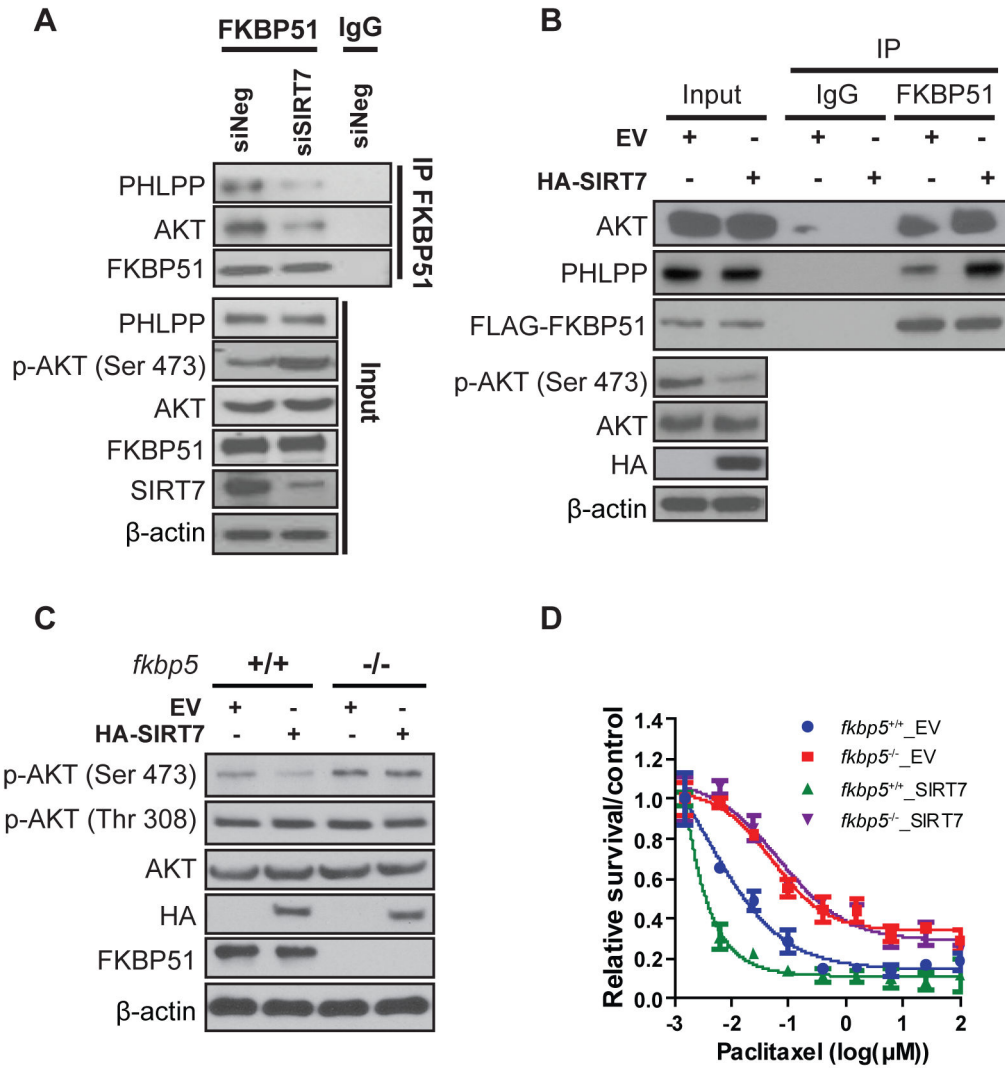 A
FKBP51 IgG
siNeg siSIRT7 siNeg
PHLPP
AKT
FKBP51
IP FKBP51
PHLPP
p-AKT (Ser 473)
AKT
FKBP51
SIRT7
β-actin
Input
B
IP
Input IgG FKBP51
EV + - + - + -
HA-SIRT7 - + - + - +
AKT
PHLPP
FLAG-FKBP51
p-AKT (Ser 473)
AKT
HA
β-actin
C
fkbp5 +/+ -/-
EV + - + -
HA-SIRT7 - + - +
p-AKT (Ser 473)
p-AKT (Thr 308)
AKT
HA
FKBP51
β-actin
D
Relative survival/control
1.4
1.2
1.0
0.8
0.6
0.4
0.2
0.0
-3 -2 -1 0 1 2
Paclitaxel (log(µM))
fkbp5+/+_EV
fkbp5-/-_EV
fkbp5+/+_SIRT7
fkbp5-/-_SIRT7